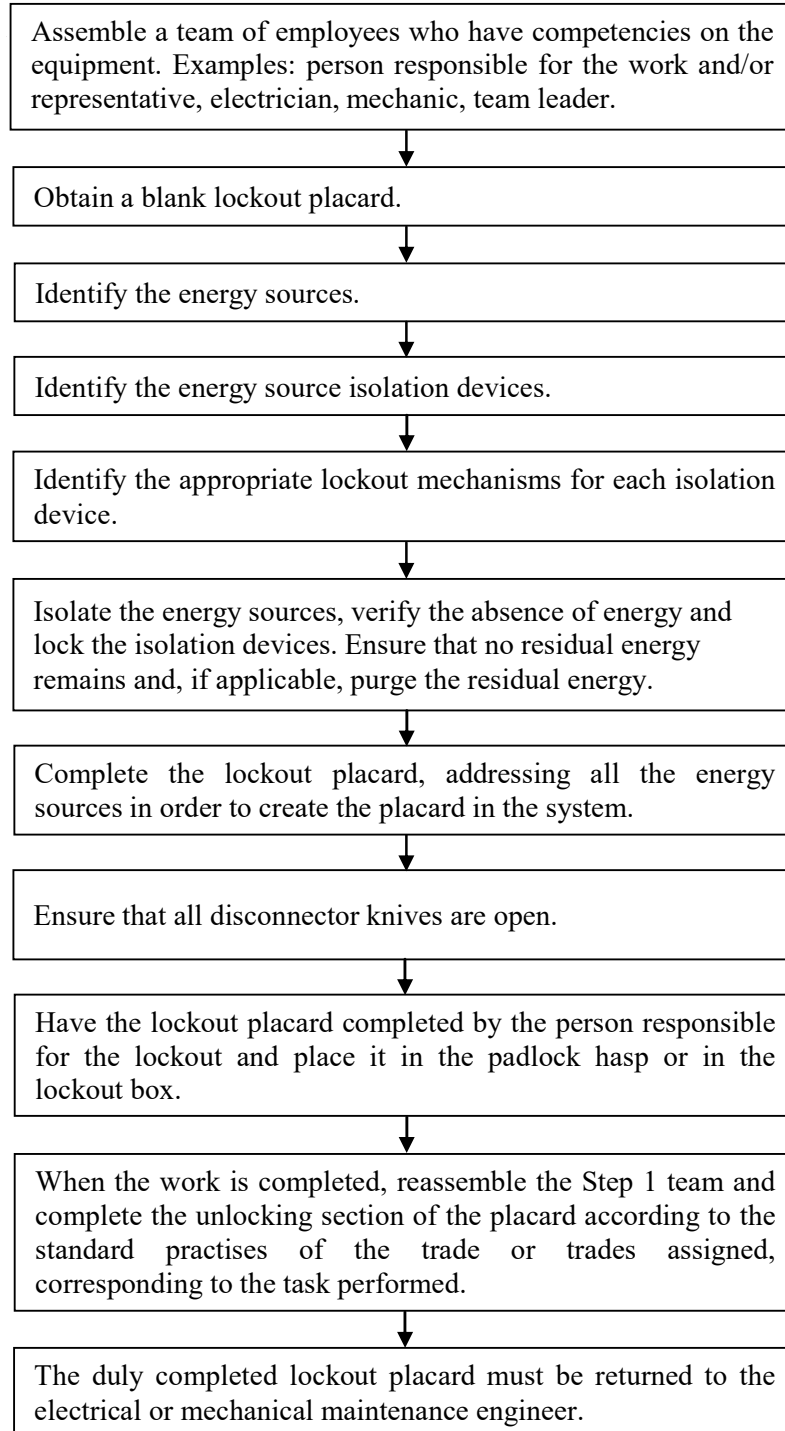 Assemble a team of employees who have competencies on the
equipment. Examples: person responsible for the work and/or
representative, electrician, mechanic, team leader.
Obtain a blank lockout placard.
Identify the energy sources.
Identify the energy source isolation devices.
Identify the appropriate lockout mechanisms for each isolation
device.
Isolate the energy sources, verify the absence of energy and
lock the isolation devices. Ensure that no residual energy
remains and, if applicable, purge the residual energy.
Complete the lockout placard, addressing all the energy
sources in order to create the placard in the system.
Ensure that all disconnector knives are open.
Have the lockout placard completed by the person responsible
for the lockout and place it in the padlock hasp or in the
lockout box.
When the work is completed, reassemble the Step 1 team and
complete the unlocking section of the placard according to the
standard practises of the trade or trades assigned,
corresponding to the task performed.
The duly completed lockout placard must be returned to the
electrical or mechanical maintenance engineer.